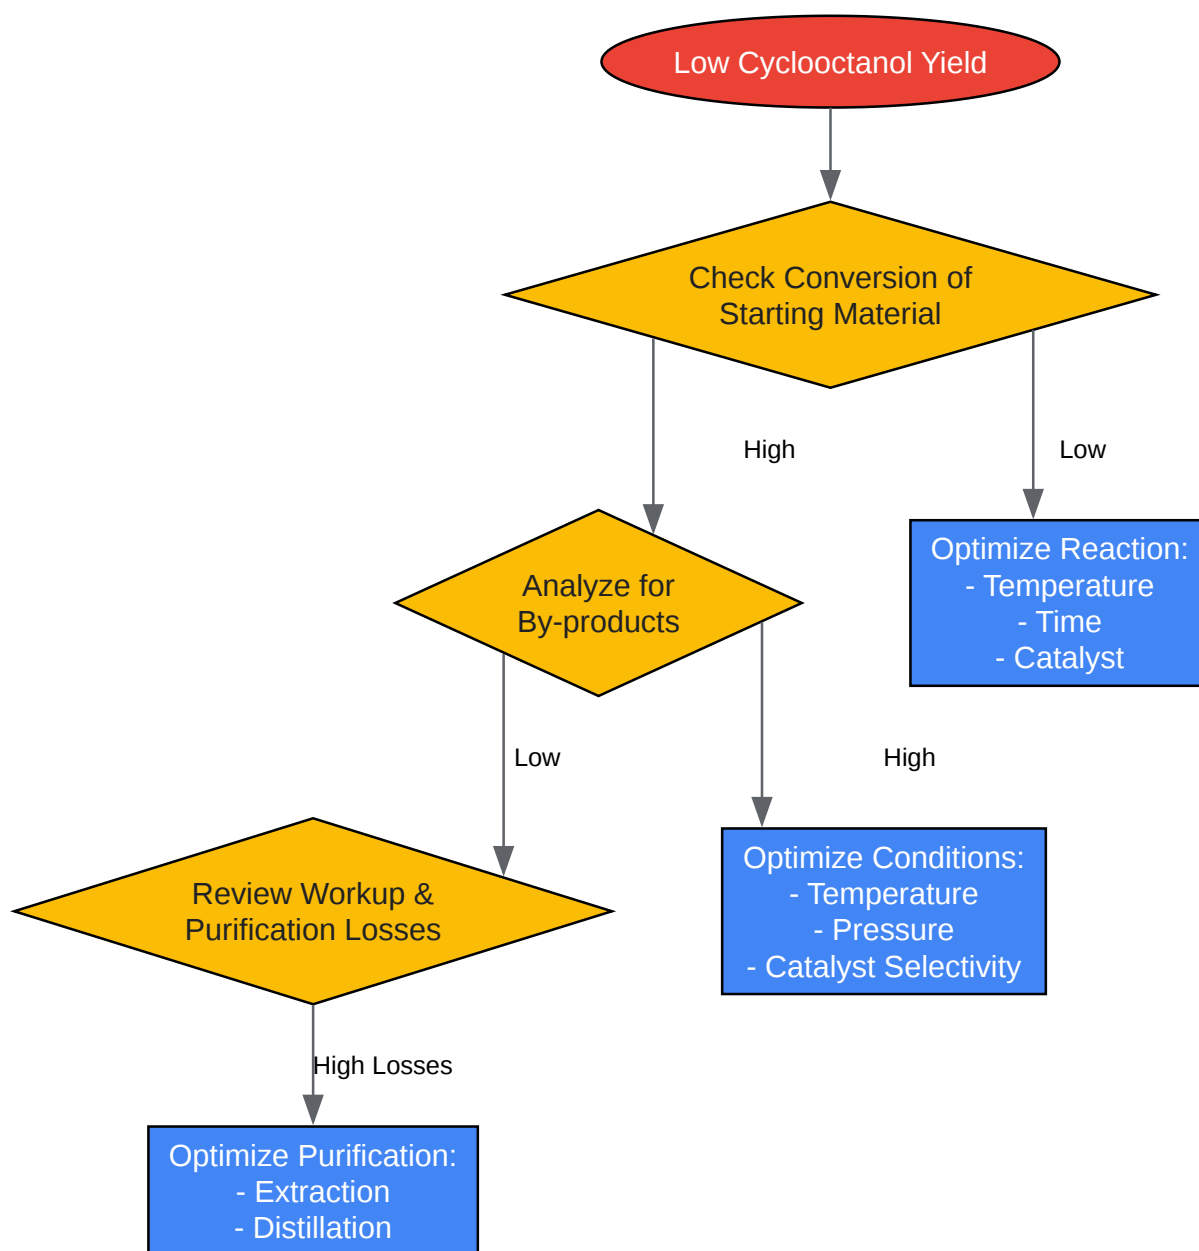 Low Cyclooctanol Yield
Check Conversion of
Starting Material
High
Low
Analyze for
By-products
Optimize Reaction:
- Temperature
- Time
- Catalyst
Low
High
Review Workup &
Purification Losses
Optimize Conditions:
- Temperature
- Pressure
- Catalyst Selectivity
High Losses
Optimize Purification:
- Extraction
- Distillation